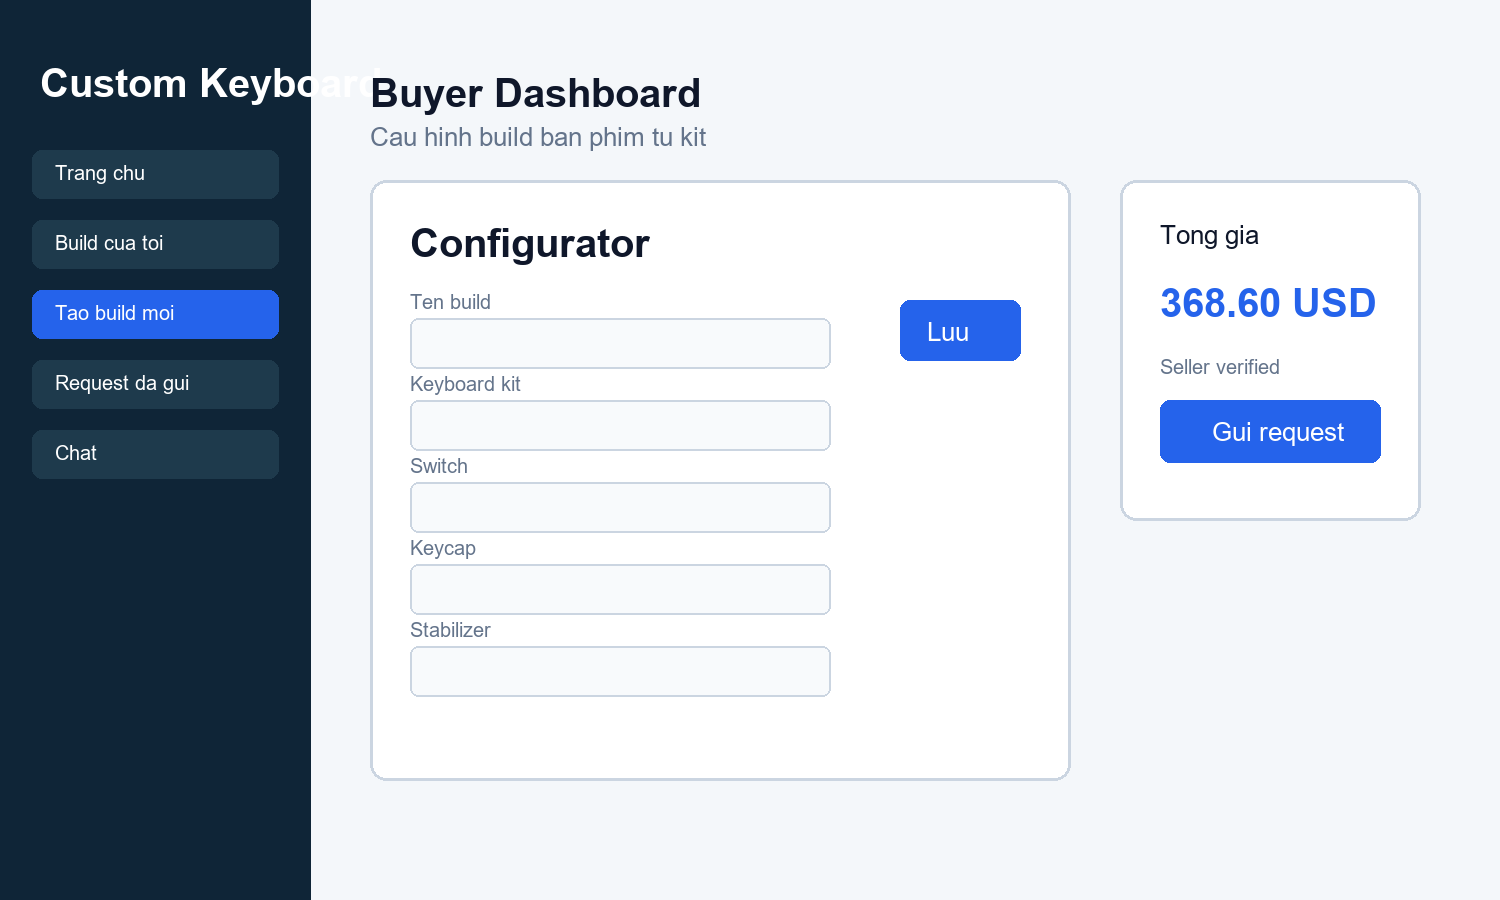 Custom Keyboard
Trang chu
Build cua toi
Tao build moi
Request da gui
Chat
Buyer Dashboard
Cau hinh build ban phim tu kit
Configurator
Ten build
Luu
Keyboard kit
Switch
Keycap
Stabilizer
Tong gia
368.60 USD
Seller verified
Gui request